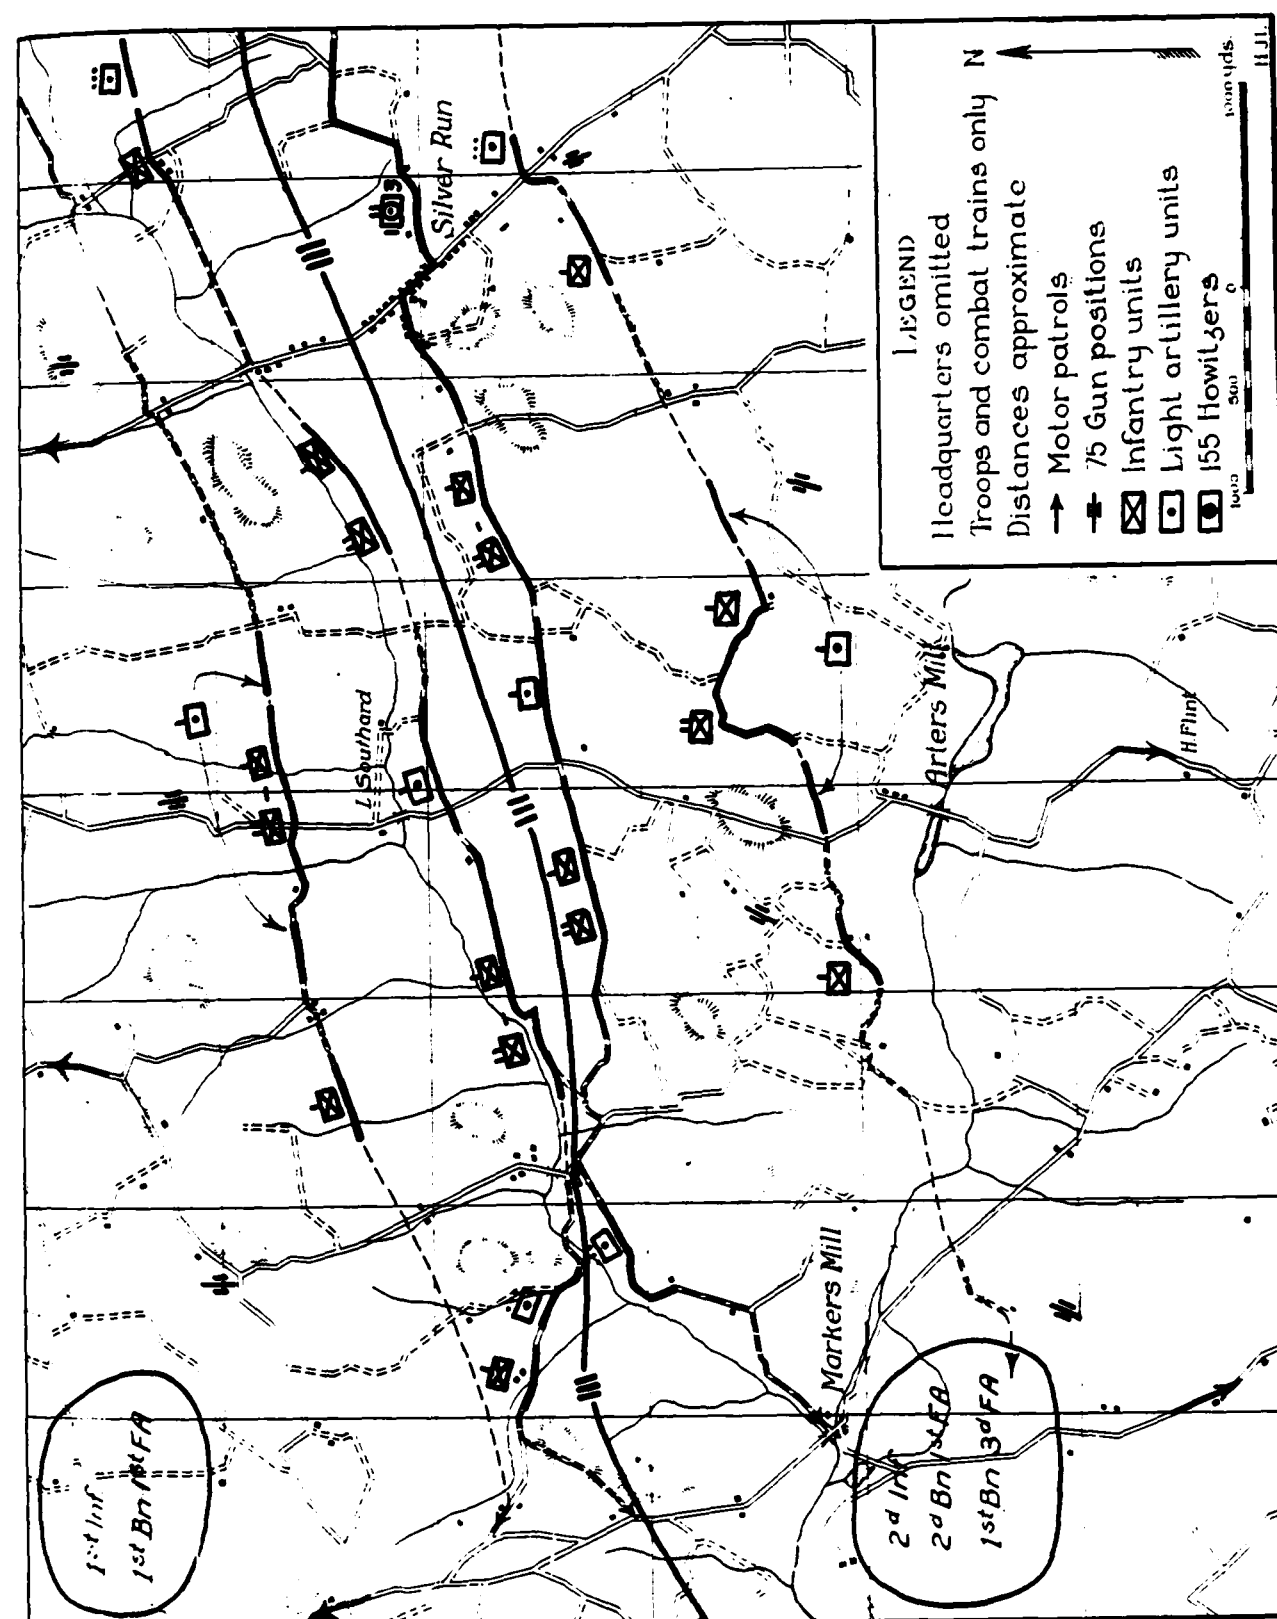 Silver Run
L Southard
Arters Mill
H. Flint
Markers Mill
1st Inf
1st Bn 1st FA
2d Inf
2d Bn 1st FA
1st Bn 3d FA
LEGEND
Headquarters omitted
Troops and combat trains only
Distances approximate
Motor patrols
75 Gun positions
Infantry units
Light artillery units
155 Howitzers
N
1000 500 0 1000 yds.
H.J.I.
3